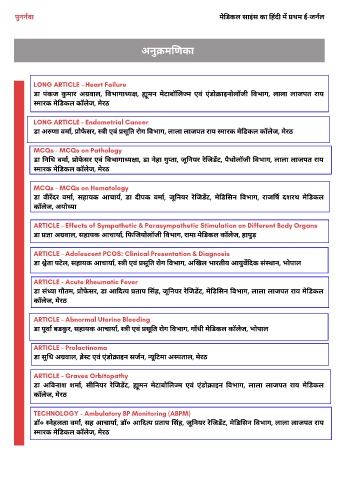 पुनर्नवा
मेडिकल साइंस का हिंदी में प्रथम ई-जर्नल
अनुक्रमणिका
LONG ARTICLE - Heart Failure
डा पंकज कुमार अग्रवाल, विभागाध्यक्ष, ह्यूमन मेटाबॉलिज्म एवं एंडोक्राइनोलॉजी विभाग, लाला लाजपत राय
स्मारक मेडिकल कॉलेज, मेरठ
LONG ARTICLE - Endometrial Cancer
डा अरुणा वर्मा, प्रोफेसर, स्त्री एवं प्रसूति रोग विभाग, लाला लाजपत राय स्मारक मेडिकल कॉलेज, मेरठ
MCQs - MCQs on Pathology
डा निधि वर्मा, प्रोफेसर एवं विभागाध्यक्षा, डा नेहा गुप्ता, जूनियर रेजिडेंट, पैथोलॉजी विभाग, लाला लाजपत राय
स्मारक मेडिकल कॉलेज, मेरठ
MCQs - MCQs on Hematology
डा वीरेंदर वर्मा, सहायक आचार्य, डा दीपक वर्मा, जूनियर रेजिडेंट, मेडिसिन विभाग, राजर्षि दशरथ मेडिकल
कॉलेज, अयोध्या
ARTICLE - Effects of Sympathetic & Parasympathetic Stimulation on Different Body Organs
डा प्रज्ञा अग्रवाल, सहायक आचार्या, फिजियोलॉजी विभाग, रामा मेडिकल कॉलेज, हापुड़
ARTICLE - Adolescent PCOS: Clinical Presentation & Diagnosis
डा श्वेता पटेल, सहायक आचार्या, स्त्री एवं प्रसूति रोग विभाग, अखिल भारतीय आयुर्वेदिक संस्थान, भोपाल
ARTICLE - Acute Rheumatic Fever
डा संध्या गौतम, प्रोफेसर, डा आदित्य प्रताप सिंह, जूनियर रेजिडेंट, मेडिसिन विभाग, लाला लाजपत राय मेडिकल
कॉलेज, मेरठ
ARTICLE - Abnormal Uterine Bleeding
डा पूर्वा बडकुर, सहायक आचार्या, स्त्री एवं प्रसूति रोग विभाग, गाँधी मेडिकल कॉलेज, भोपाल
ARTICLE - Prolactinoma
डा सुधि अग्रवाल, ब्रेस्ट एवं एंडोक्राइन सर्जन, न्यूटिमा अस्पताल, मेरठ
ARTICLE - Graves Orbitopathy
डा अविनाश शर्मा, सीनियर रेजिडेंट, ह्यूमन मेटाबॉलिज्म एवं एंडोक्राइन विभाग, लाला लाजपत राय मेडिकल
कॉलेज, मेरठ
TECHNOLOGY - Ambulatory BP Monitoring (ABPM)
डॉ० स्नेहलता वर्मा, सह आचार्या, डॉ० आदित्य प्रताप सिंह, जूनियर रेजिडेंट, मेडिसिन विभाग, लाला लाजपत राय
स्मारक मेडिकल कॉलेज, मेरठ